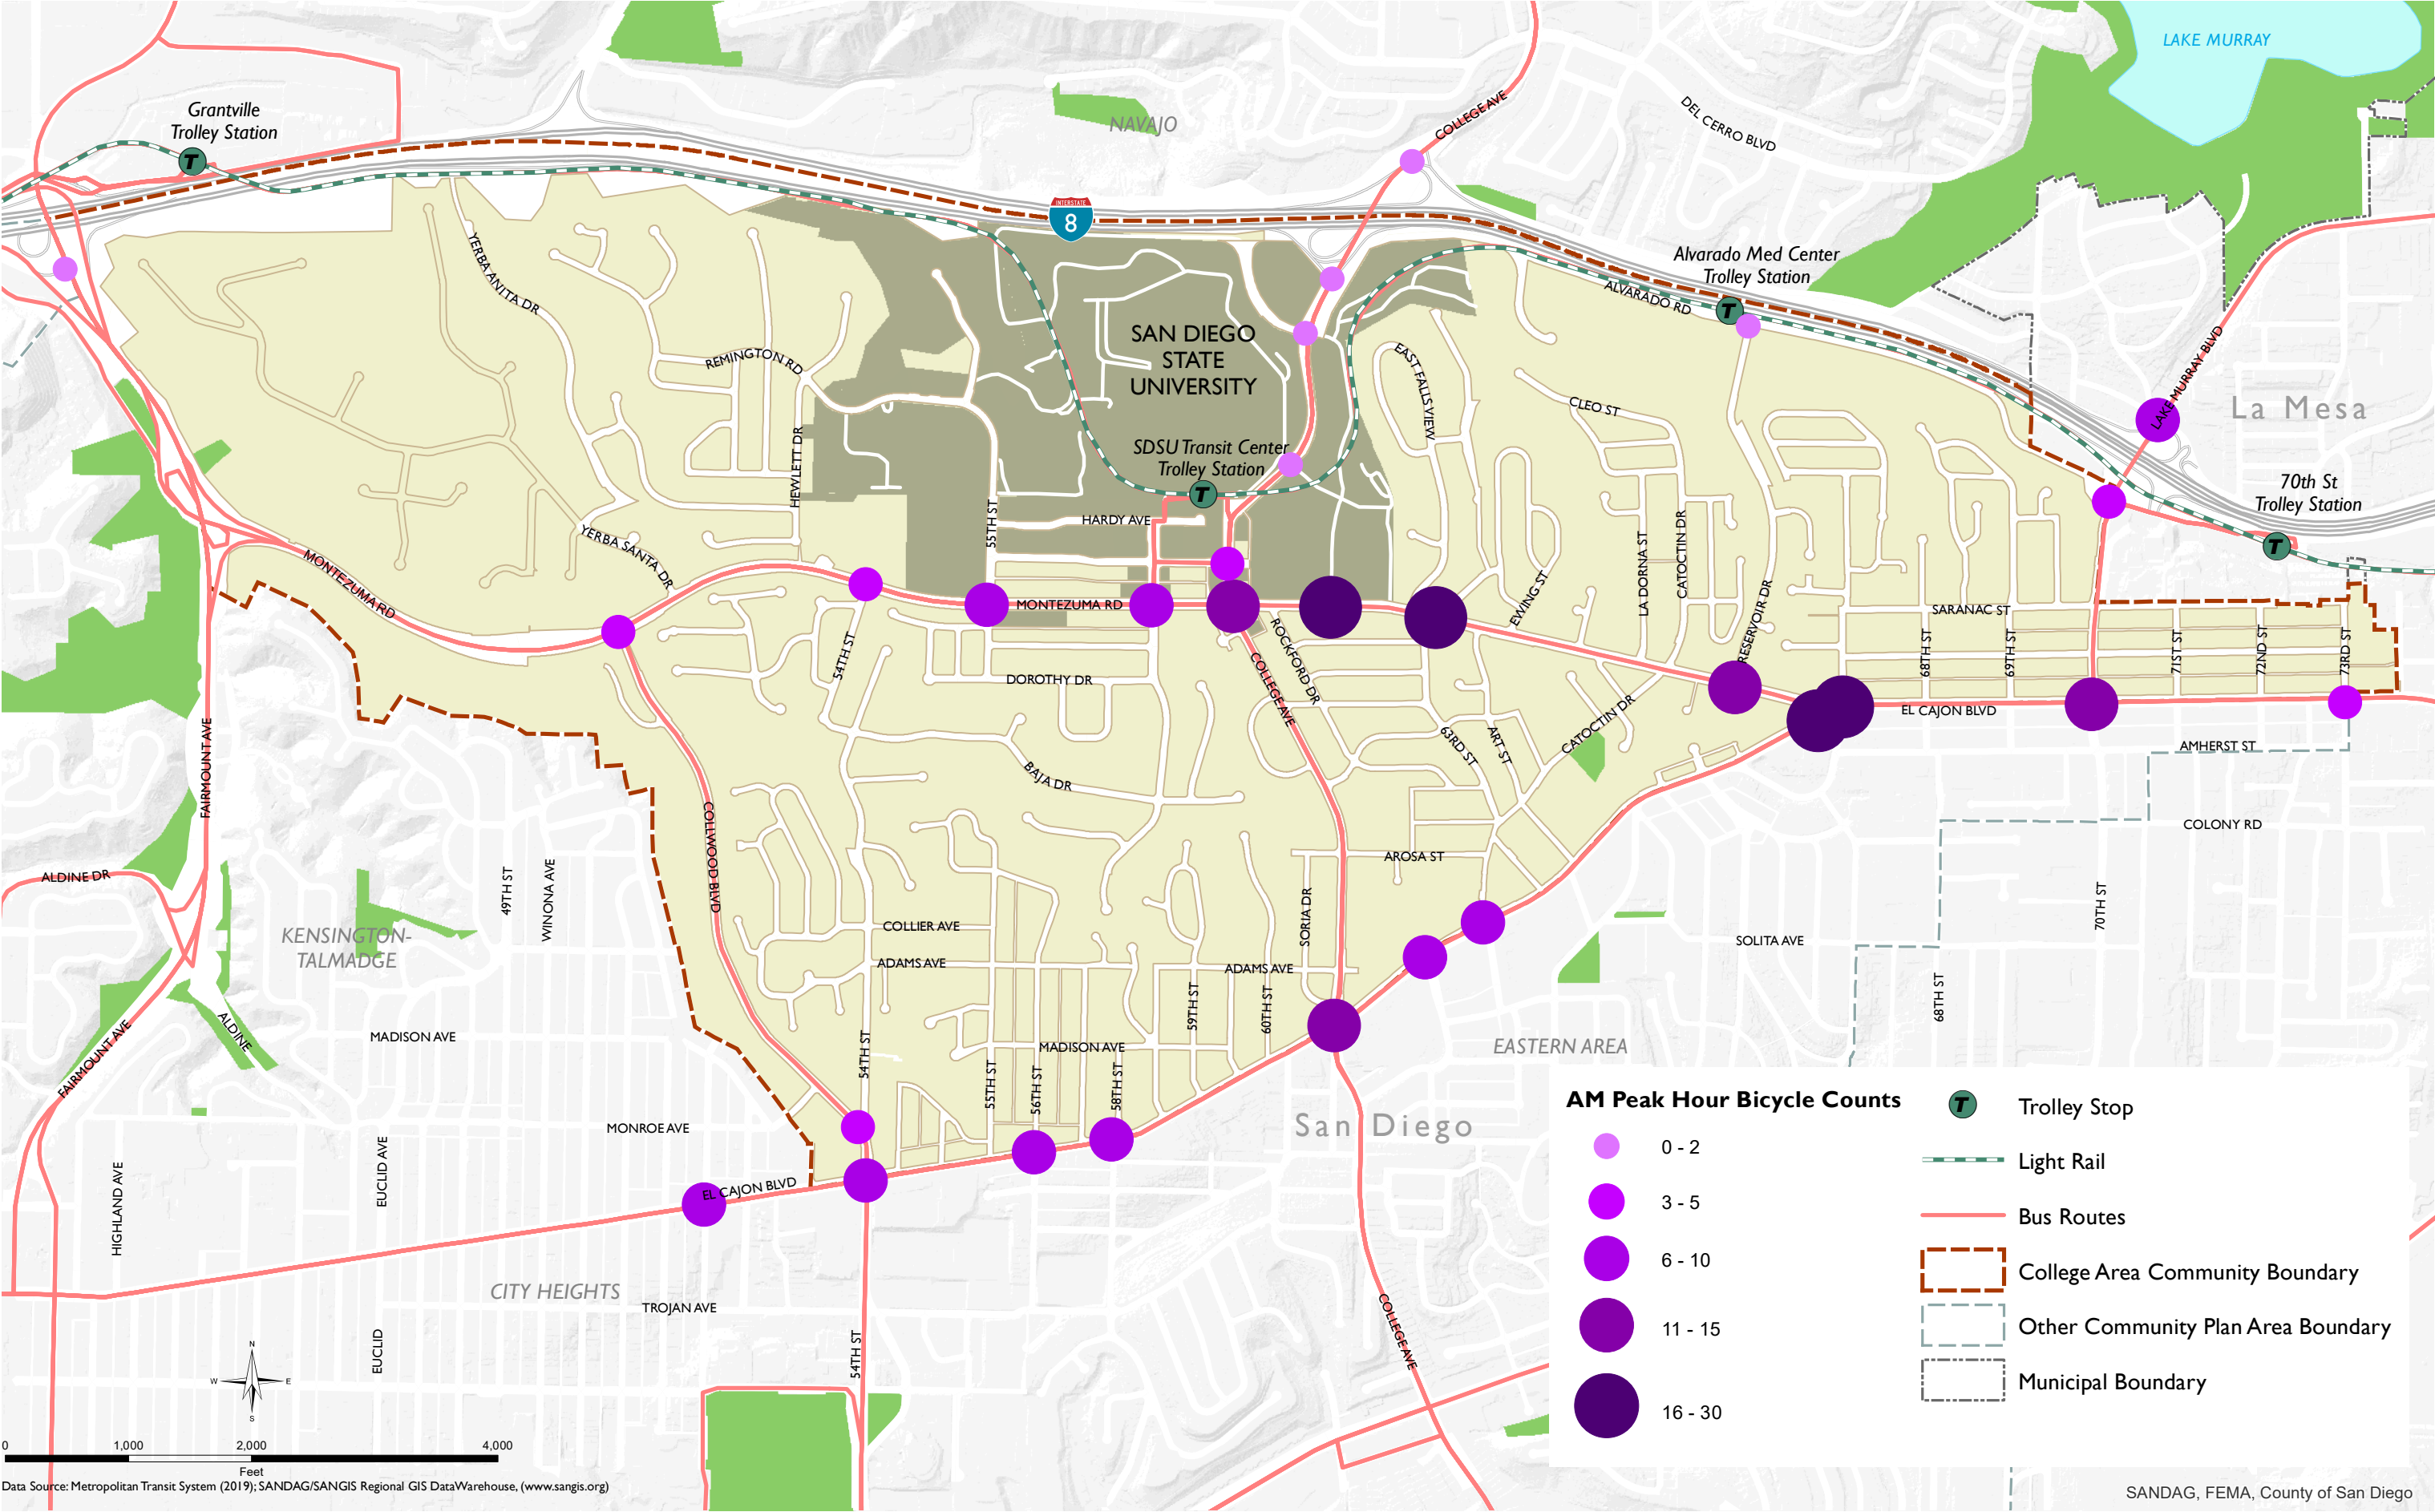 LAKE MURRAY
Grantville
Trolley Station
NAVAJO
COLLEGE AVE
DEL CERRO BLVD
INTERSTATE
8
Alvarado Med Center
Trolley Station
ALVARADO RD
YERBA ANITA DR
REMINGTON RD
SAN DIEGO
STATE
UNIVERSITY
EAST FALLS VIEW
CLEO ST
LAKE MURRAY BLVD
La Mesa
HEWLETT DR
SDSU Transit Center
Trolley Station
70th St
Trolley Station
T
T
T
T
55TH ST
HARDY AVE
YERBA SANTA DR
MONTEZUMA RD
MONTEZUMA RD
LA DORNA ST
CATOCTIN DR
EWING ST
RESERVOIR DR
SARANAC ST
68TH ST
69TH ST
71ST ST
72ND ST
73RD ST
54TH ST
DOROTHY DR
ROCKFORD DR
COLLEGE AVE
CATOCTIN DR
EL CAJON BLVD
63RD ST
ART ST
AMHERST ST
FAIRMOUNT AVE
BAJA DR
COLLWOOD BLVD
COLONY RD
AROSA ST
ALDINE DR
49TH ST
WINONA AVE
KENSINGTON-
TALMADGE
COLLIER AVE
ADAMS AVE
ADAMS AVE
SORIA DR
SOLITA AVE
70TH ST
68TH ST
59TH ST
60TH ST
FAIRMOUNT AVE
ALDINE
MADISON AVE
MADISON AVE
54TH ST
55TH ST
56TH ST
58TH ST
EASTERN AREA
San Diego
MONROE AVE
EL CAJON BLVD
HIGHLAND AVE
EUCLID AVE
CITY HEIGHTS
TROJAN AVE
EUCLID
54TH ST
COLLEGE AVE
AM Peak Hour Bicycle Counts
0 - 2
3 - 5
6 - 10
11 - 15
16 - 30
T
Trolley Stop
Light Rail
Bus Routes
College Area Community Boundary
Other Community Plan Area Boundary
Municipal Boundary
N
W
E
S
0
1,000
2,000
4,000
Feet
Data Source: Metropolitan Transit System (2019); SANDAG/SANGIS Regional GIS DataWarehouse, (www.sangis.org)
SANDAG, FEMA, County of San Diego